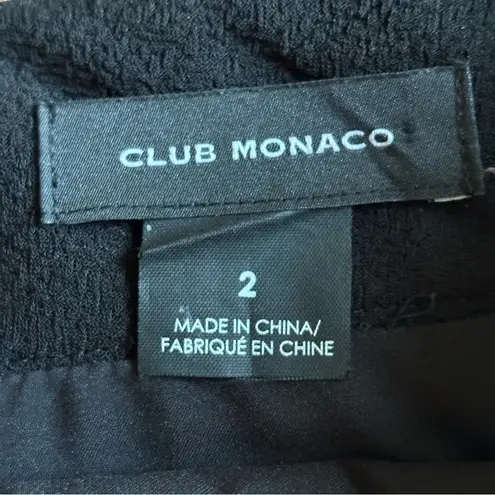 CLUB MONACO
2
MADE IN CHINA/
FABRIQUÉ EN CHINE